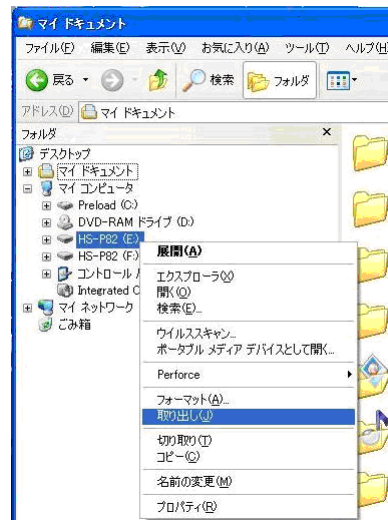 マイ ドキュメント
ファイル(F) 編集(E) 表示(V) お気に入り(A) ツール(T) ヘルプ(H
戻る 検索 フォルダ
アドレス(D) マイ ドキュメント
フォルダ ×
デスクトップ
マイ ドキュメント
マイ コンピュータ
Preload (C:)
DVD-RAM ドライブ (D:)
HS-P82 (E:)
HS-P82 (F:)
コントロール
Integrated C
マイ ネットワーク
ごみ箱
展開(A)
エクスプローラ(X)
開く(O)
検索(E)...
ウイルススキャン...
ポータブル メディア デバイスとして開く...
Perforce
フォーマット(A)...
取り出し(J)
切り取り(T)
コピー(C)
名前の変更(M)
プロパティ(R)